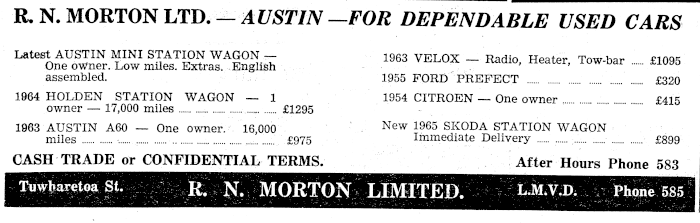 R. N. MORTON LTD. — AUSTIN — FOR DEPENDABLE USED CARS
Latest AUSTIN MINI STATION WAGON —
One owner. Low miles. Extras. English
assembled.
1964 HOLDEN STATION WAGON — 1
owner — 17,000 miles ........ £1295
1963 AUSTIN A60 — One owner. 16,000
miles ........ £975
1963 VELOX — Radio, Heater, Tow-bar .... £1095
1955 FORD PREFECT ........ £320
1954 CITROEN — One owner ........ £415
New 1965 SKODA STATION WAGON
Immediate Delivery ........ £899
CASH TRADE or CONFIDENTIAL TERMS.
After Hours Phone 583
Tuwharetoa St. R. N. MORTON LIMITED. L.M.V.D. Phone 585